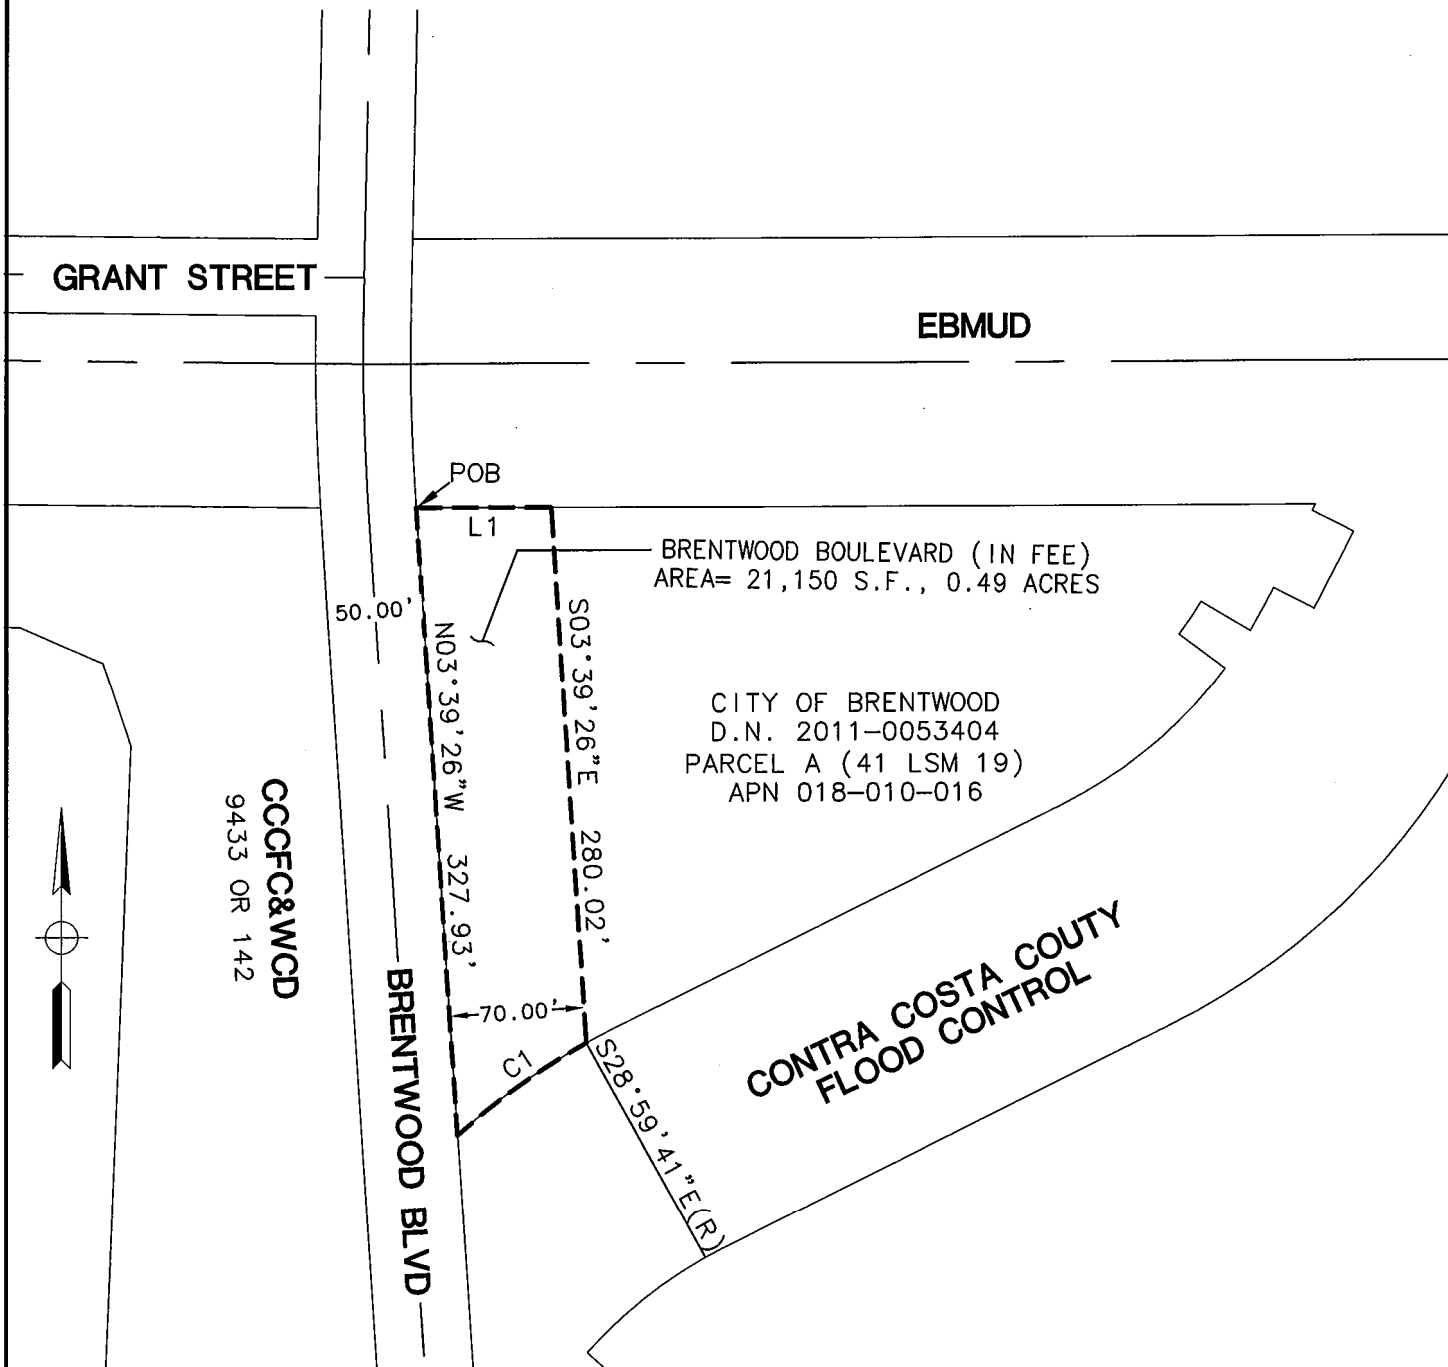 GRANT STREET
EBMUD
POB
L1
BRENTWOOD BOULEVARD (IN FEE)
AREA= 21,150 S.F., 0.49 ACRES
50.00'
N03°39'26"W 327.93'
S03°39'26"E 280.02'
CITY OF BRENTWOOD
D.N. 2011-0053404
PARCEL A (41 LSM 19)
APN 018-010-016
CCCFC&WCD
9433 OR 142
BRENTWOOD BLVD
70.00'
C1
S28°59'41"E(R)
CONTRA COSTA COUTY
FLOOD CONTROL